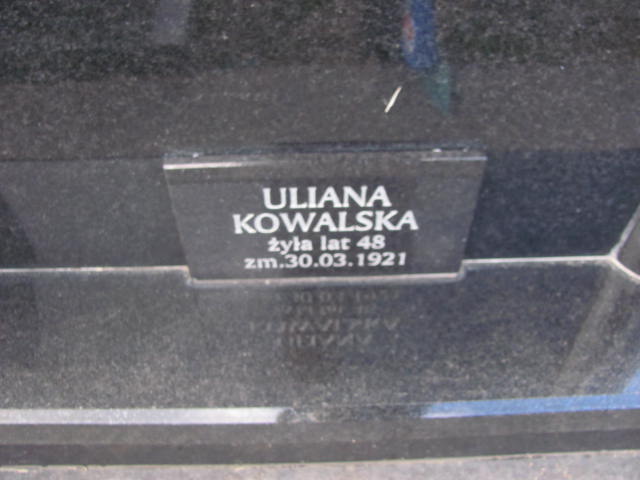 ULIANA
KOWALSKA
żyła lat 48
zm.30.03.1921